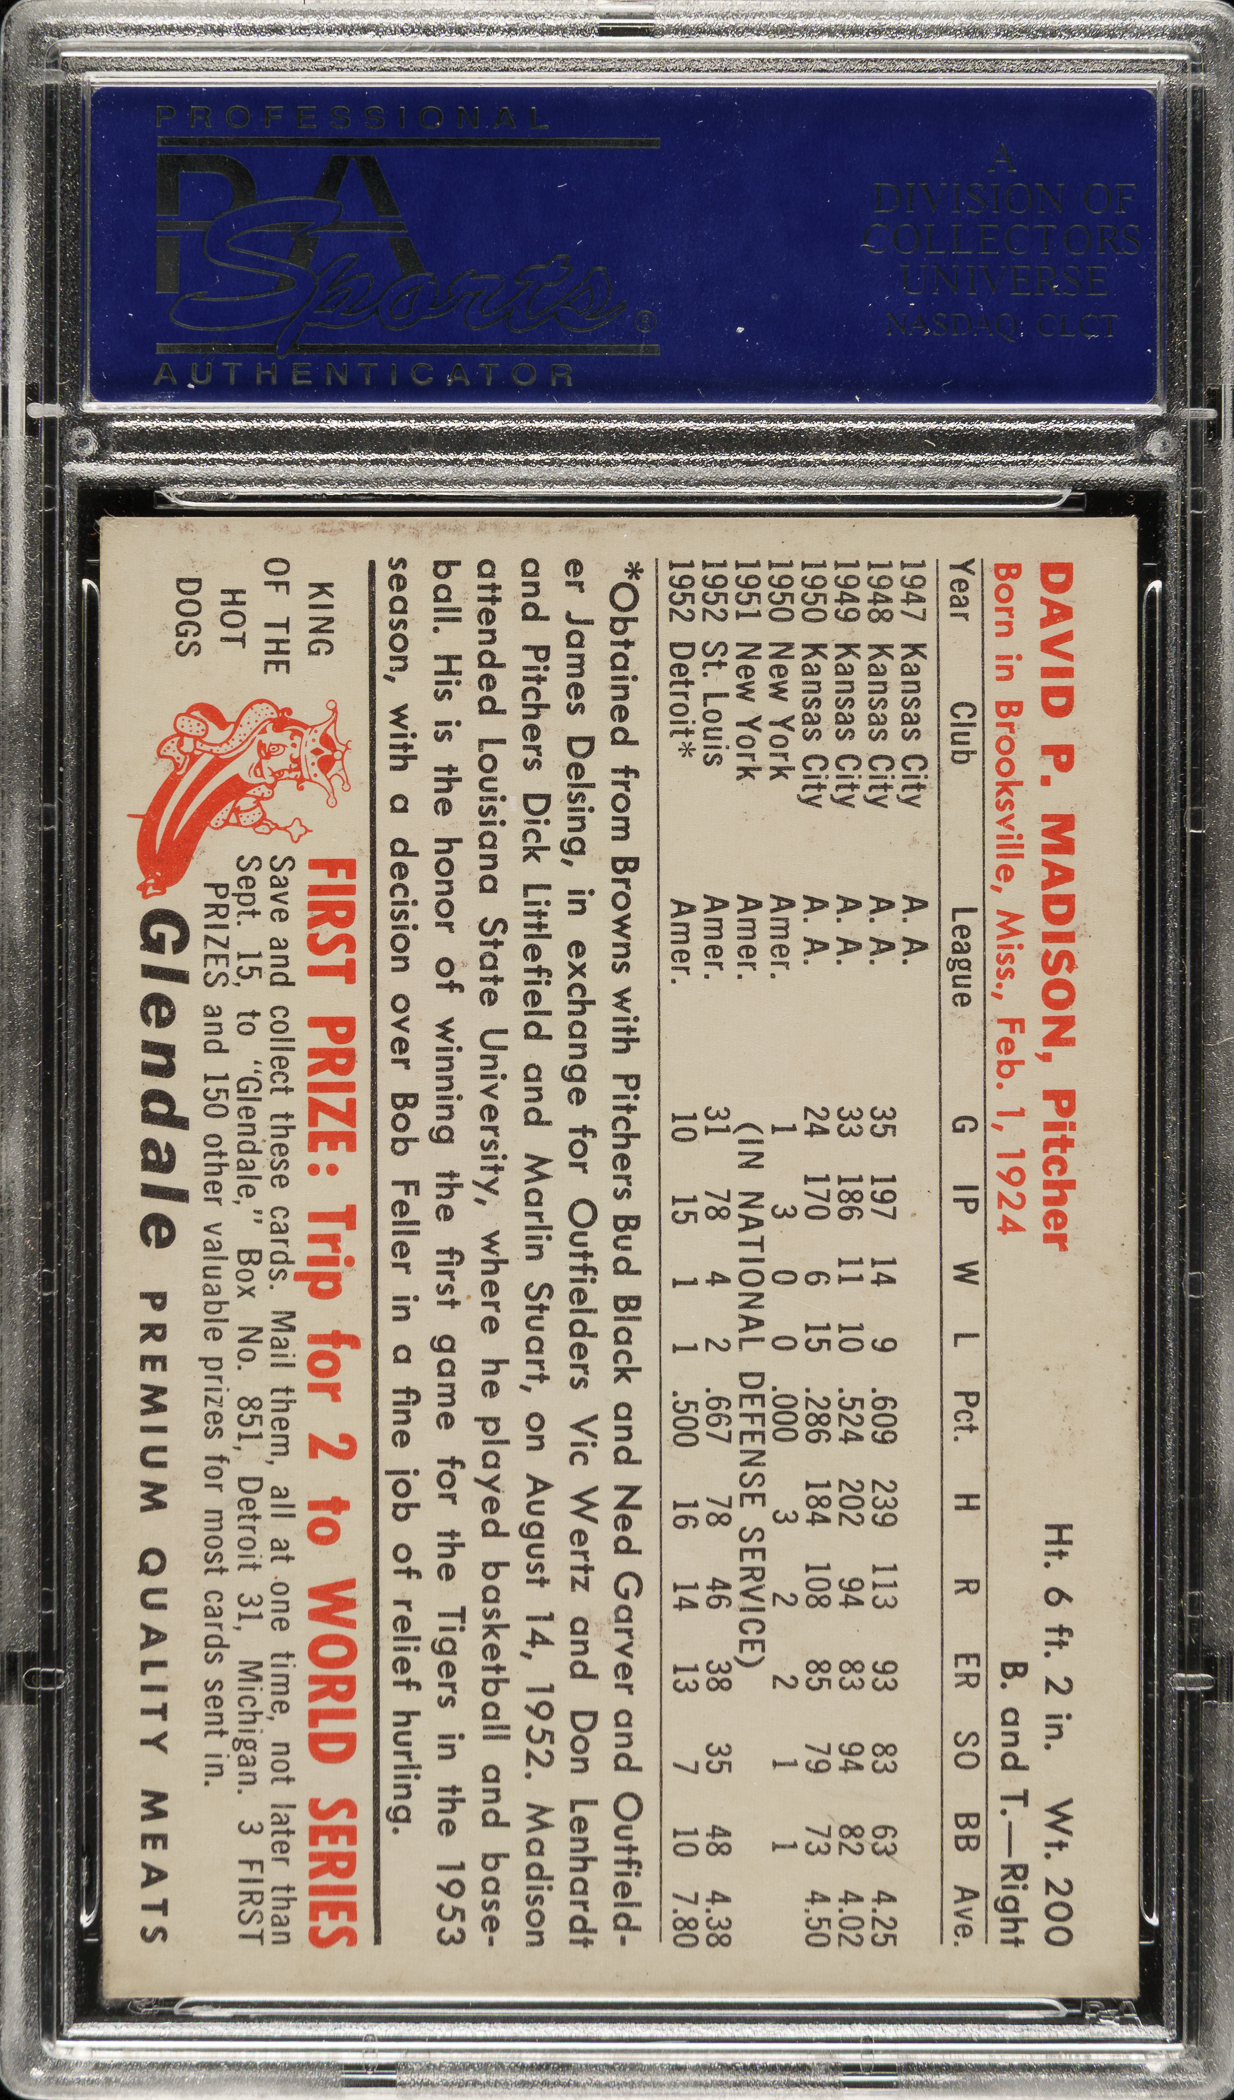 PROFESSIONAL
PSA
Sports®
AUTHENTICATOR
A
DIVISION OF
COLLECTORS
UNIVERSE
NASDAQ: CLCT
DAVID P. MADISON, Pitcher Ht. 6 ft. 2 in. Wt. 200
Born in Brooksville, Miss., Feb. 1, 1924 B. and T.—Right
Year Club League G IP W L Pct. H R ER SO BB Ave.
1947 Kansas City A. A.
1948 Kansas City A. A. 35 197 14 9 .609 239 113 93 83 63 4.25
1949 Kansas City A. A. 33 186 11 10 .524 202 94 83 94 82 4.02
1950 Kansas City A. A. 24 170 6 15 .286 184 108 85 79 73 4.50
1950 New York Amer. 1 3 0 0 .000 3 2 2 1 1
1951 New York Amer. (IN NATIONAL DEFENSE SERVICE)
1952 St. Louis Amer. 31 78 4 2 .667 78 46 38 35 48 4.38
1952 Detroit* Amer. 10 15 1 1 .500 16 14 13 7 10 7.80
*Obtained from Browns with Pitchers Bud Black and Ned Garver and Outfield-
er James Delsing, in exchange for Outfielders Vic Wertz and Don Lenhardt
and Pitchers Dick Littlefield and Marlin Stuart, on August 14, 1952. Madison
attended Louisiana State University, where he played basketball and base-
ball. His is the honor of winning the first game for the Tigers in the 1953
season, with a decision over Bob Feller in a fine job of relief hurling.
KING
OF THE
HOT
DOGS
FIRST PRIZE: Trip for 2 to WORLD SERIES
Save and collect these cards. Mail them, all at one time, not later than
Sept. 15, to "Glendale," Box No. 851, Detroit 31, Michigan. 3 FIRST
PRIZES and 150 other valuable prizes for most cards sent in.
Glendale PREMIUM QUALITY MEATS
PSA